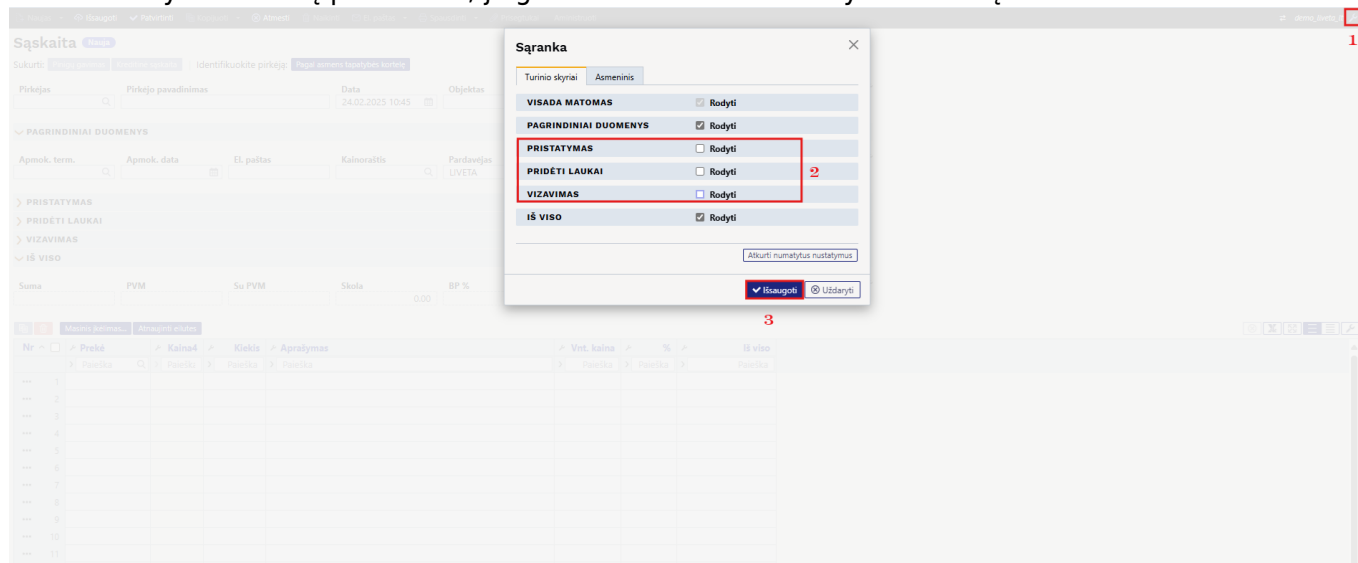 Išsaugoti Patvirtinti Atmesti
1
Sąskaita Nauja
Sukurti: Identifikuokite pirkėją: Pagal asmens tapatybės kortelę
Pirkėjas Pirkėjo pavadinimas Data Objektas
24.02.2025 10:45
PAGRINDINIAI DUOMENYS
Apmok. term. Apmok. data El. paštas Kainoraštis Pardavėjas
LIVETA
PRISTATYMAS
PRIDĖTI LAUKAI
VIZAVIMAS
IŠ VISO
Suma PVM Su PVM Skola BP %
0.00
Sąranka
Turinio skyriai Asmeninis
VISADA MATOMAS Rodyti
PAGRINDINIAI DUOMENYS Rodyti
PRISTATYMAS Rodyti
PRIDĖTI LAUKAI Rodyti 2
VIZAVIMAS Rodyti
IŠ VISO Rodyti
Atkurti numatytus nustatymus
Išsaugoti Uždaryti
3
Masinis įkėlimas... Atnaujinti eilutes
Nr Prekė Kaina4 Kiekis Aprašymas Vnt. kaina % Iš viso
Paieška Paieška Paieška Paieška Paieška Paieška Paieška
1
2
3
4
5
6
7
8
9
10
11